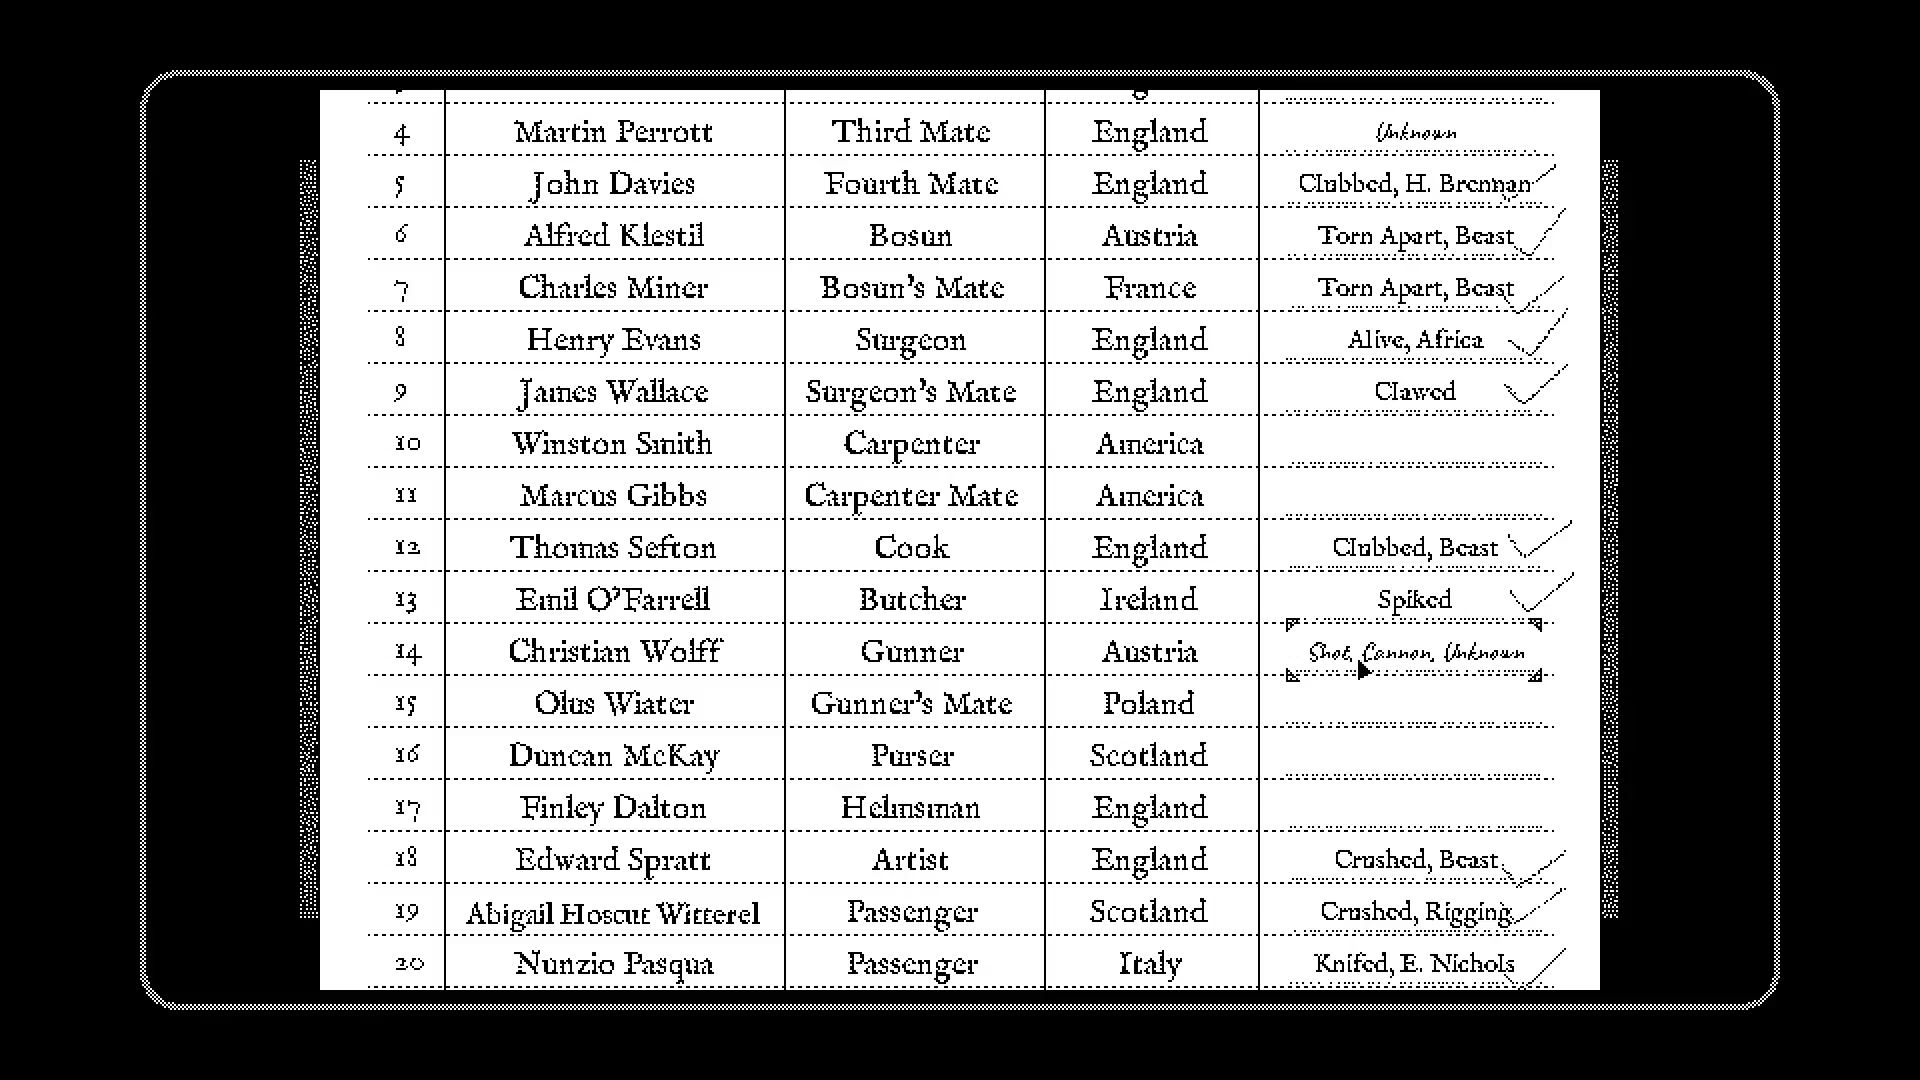 4 Martin Perrott Third Mate England Unknown
5 John Davies Fourth Mate England Clubbed, H. Brennan
6 Alfred Klestil Bosun Austria Torn Apart, Beast
7 Charles Miner Bosun's Mate France Torn Apart, Beast
8 Henry Evans Surgeon England Alive, Africa
9 James Wallace Surgeon's Mate England Clawed
10 Winston Smith Carpenter America
11 Marcus Gibbs Carpenter Mate America
12 Thomas Sefton Cook England Clubbed, Beast
13 Emil O'Farrell Butcher Ireland Spiked
14 Christian Wolff Gunner Austria Shot, Cannon, Unknown
15 Olus Wiater Gunner's Mate Poland
16 Duncan McKay Purser Scotland
17 Finley Dalton Helmsman England
18 Edward Spratt Artist England Crushed, Beast
19 Abigail Hoscut Witterel Passenger Scotland Crushed, Rigging
20 Nunzio Pasqua Passenger Italy Knifed, E. Nichols